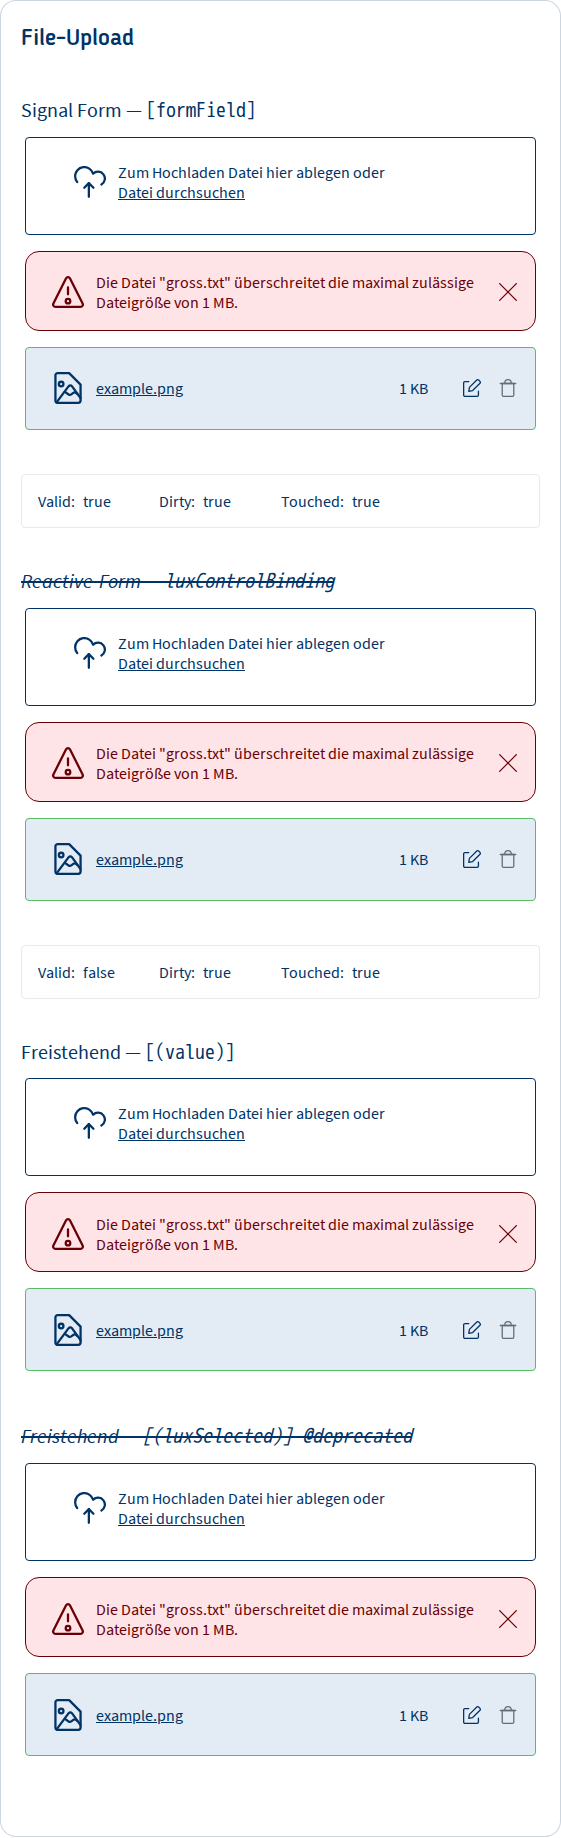 File-Upload
Signal Form — [formField]
Zum Hochladen Datei hier ablegen oder
Datei durchsuchen
Die Datei "gross.txt" überschreitet die maximal zulässige
Dateigröße von 1 MB.
example.png 1 KB
Valid: true Dirty: true Touched: true
Reactive Form — luxControlBinding
Zum Hochladen Datei hier ablegen oder
Datei durchsuchen
Die Datei "gross.txt" überschreitet die maximal zulässige
Dateigröße von 1 MB.
example.png 1 KB
Valid: false Dirty: true Touched: true
Freistehend — [(value)]
Zum Hochladen Datei hier ablegen oder
Datei durchsuchen
Die Datei "gross.txt" überschreitet die maximal zulässige
Dateigröße von 1 MB.
example.png 1 KB
Freistehend — [(luxSelected)] @deprecated
Zum Hochladen Datei hier ablegen oder
Datei durchsuchen
Die Datei "gross.txt" überschreitet die maximal zulässige
Dateigröße von 1 MB.
example.png 1 KB